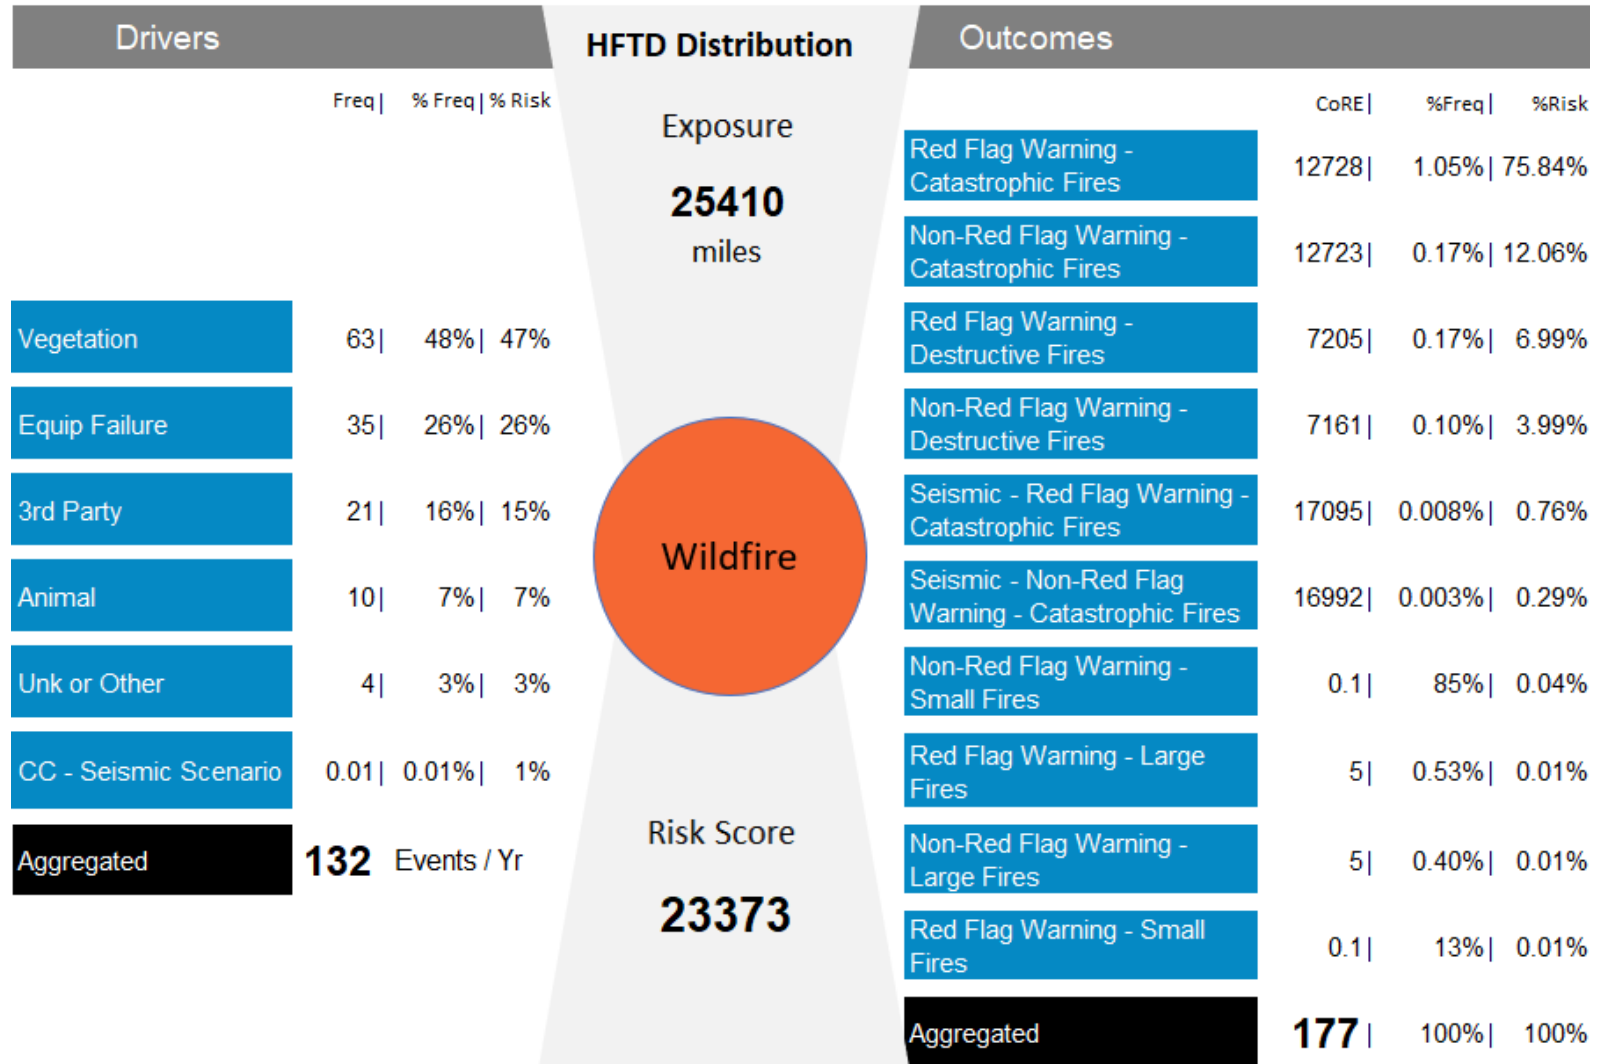 Drivers
Freq| % Freq| % Risk
Vegetation 63| 48%| 47%
Equip Failure 35| 26%| 26%
3rd Party 21| 16%| 15%
Animal 10| 7%| 7%
Unk or Other 4| 3%| 3%
CC - Seismic Scenario 0.01| 0.01%| 1%
Aggregated 132 Events / Yr
HFTD Distribution
Exposure
25410
miles
Wildfire
Risk Score
23373
Outcomes
CoRE| %Freq| %Risk
Red Flag Warning -
Catastrophic Fires
12728| 1.05%| 75.84%
Non-Red Flag Warning -
Catastrophic Fires
12723| 0.17%| 12.06%
Red Flag Warning -
Destructive Fires
7205| 0.17%| 6.99%
Non-Red Flag Warning -
Destructive Fires
7161| 0.10%| 3.99%
Seismic - Red Flag Warning -
Catastrophic Fires
17095| 0.008%| 0.76%
Seismic - Non-Red Flag
Warning - Catastrophic Fires
16992| 0.003%| 0.29%
Non-Red Flag Warning -
Small Fires
0.1| 85%| 0.04%
Red Flag Warning - Large
Fires
5| 0.53%| 0.01%
Non-Red Flag Warning -
Large Fires
5| 0.40%| 0.01%
Red Flag Warning - Small
Fires
0.1| 13%| 0.01%
Aggregated 177| 100%| 100%